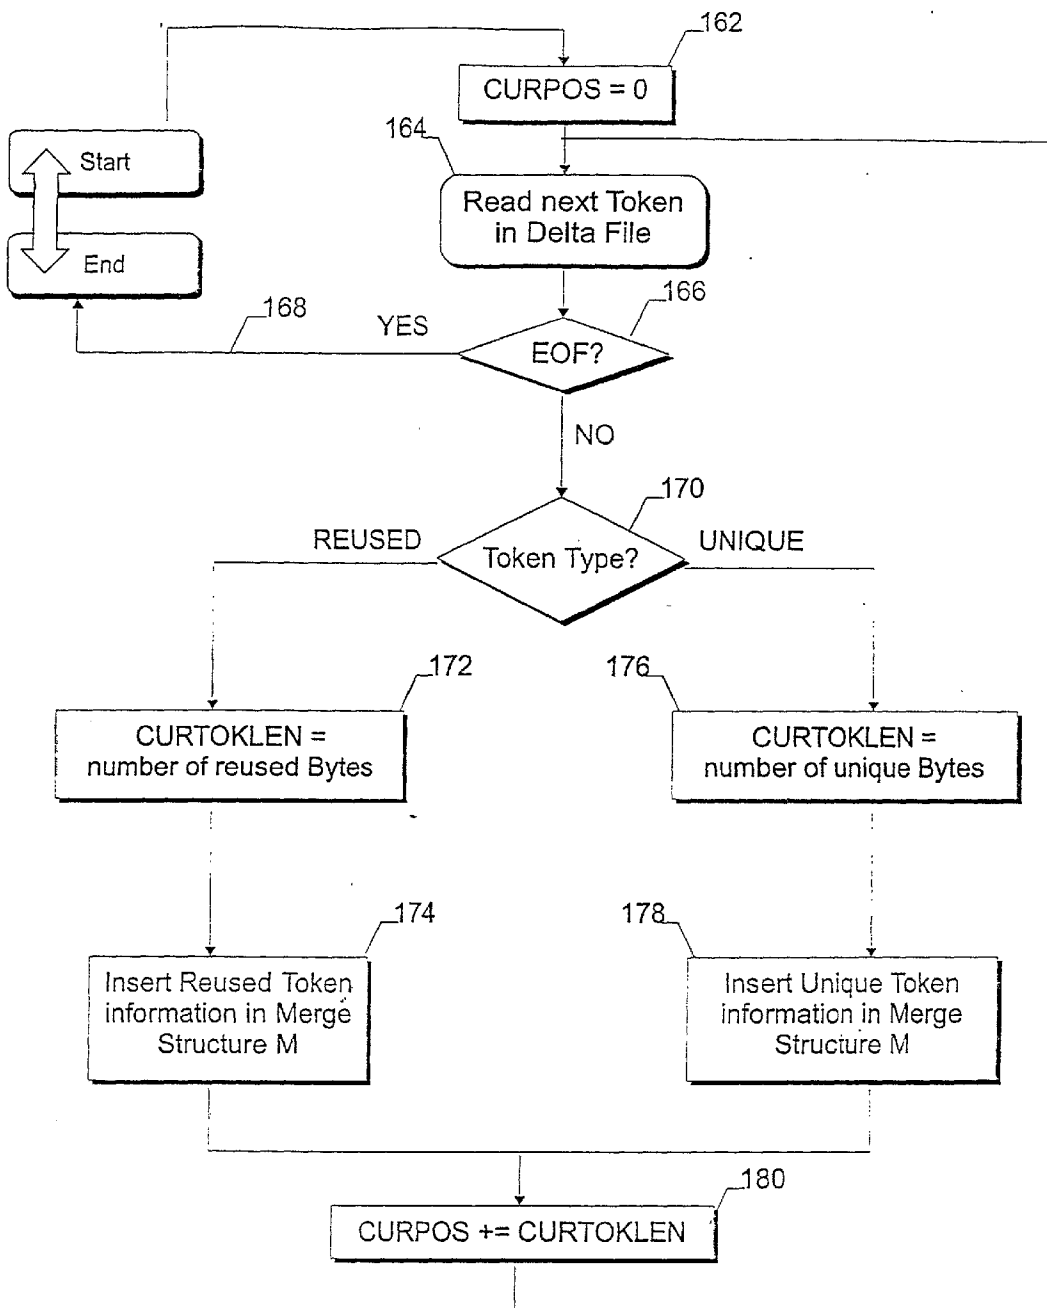 162
CURPOS = 0
164
Start
Read next Token
in Delta File
End
166
168
YES
EOF?
NO
170
REUSED
Token Type?
UNIQUE
172
176
CURTOKLEN =
number of reused Bytes
CURTOKLEN =
number of unique Bytes
174
178
Insert Reused Token
information in Merge
Structure M
Insert Unique Token
information in Merge
Structure M
180
CURPOS += CURTOKLEN